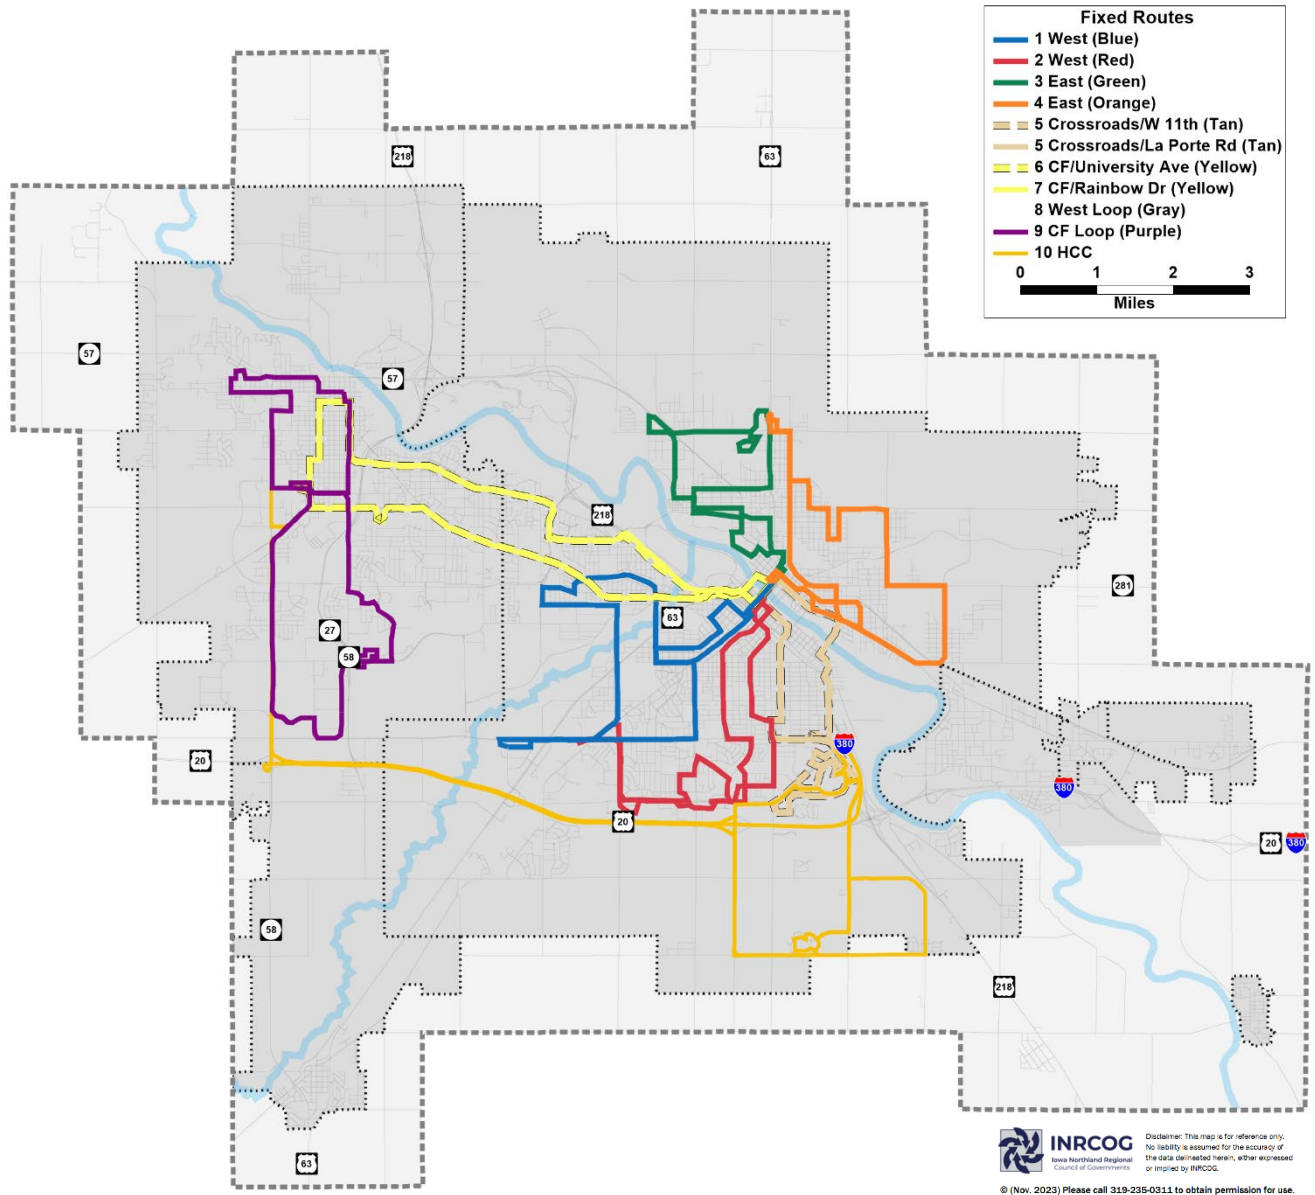 Fixed Routes
1 West (Blue)
2 West (Red)
3 East (Green)
4 East (Orange)
5 Crossroads/W 11th (Tan)
5 Crossroads/La Porte Rd (Tan)
6 CF/University Ave (Yellow)
7 CF/Rainbow Dr (Yellow)
8 West Loop (Gray)
9 CF Loop (Purple)
10 HCC
0 1 2 3
Miles
218
63
57
57
218
281
63
27
58
380
20
380
20
20
380
58
218
63
INRCOG
Iowa Northland Regional
Council of Governments
Disclaimer: This map is for reference only.
No liability is assumed for the accuracy of
the data delineated herein, either expressed
or implied by INRCOG.
© (Nov. 2023) Please call 319-235-0311 to obtain permission for use.